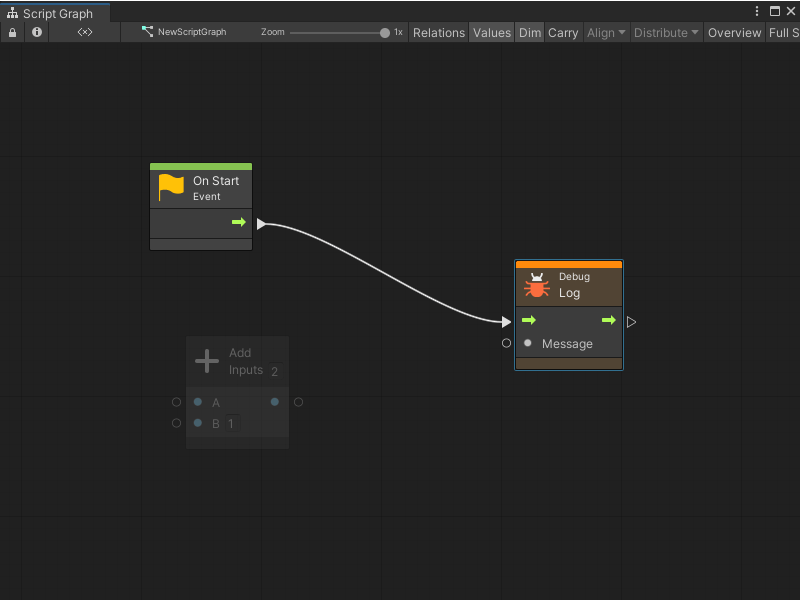 Script Graph
NewScriptGraph
Zoom
1x
Relations
Values
Dim
Carry
Align
Distribute
Overview
Full S
On Start
Event
Debug
Log
Message
Add
Inputs 2
A
B 1